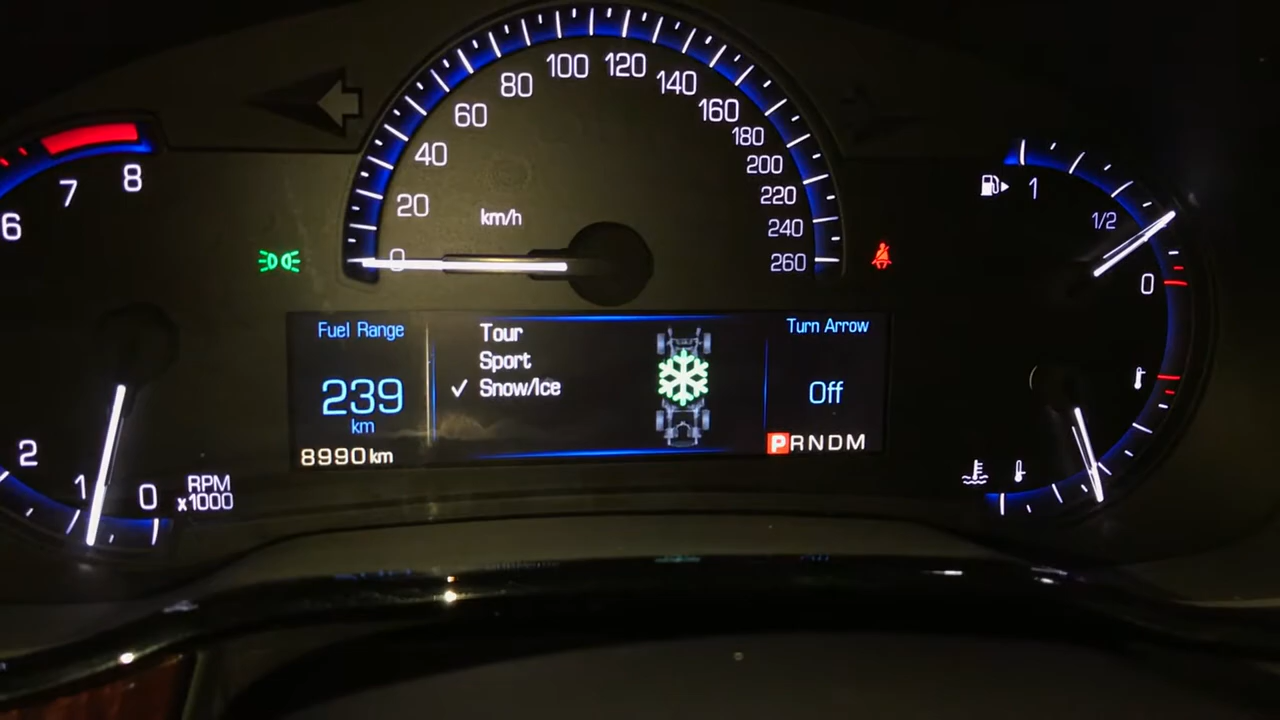 6
7
8
2
1
0
RPM
x1000
0
20
40
60
80
100
120
140
160
180
200
220
240
260
km/h
Fuel Range
239
km
8990 km
Tour
Sport
✓ Snow/Ice
Turn Arrow
Off
PRNDM
1
1/2
0